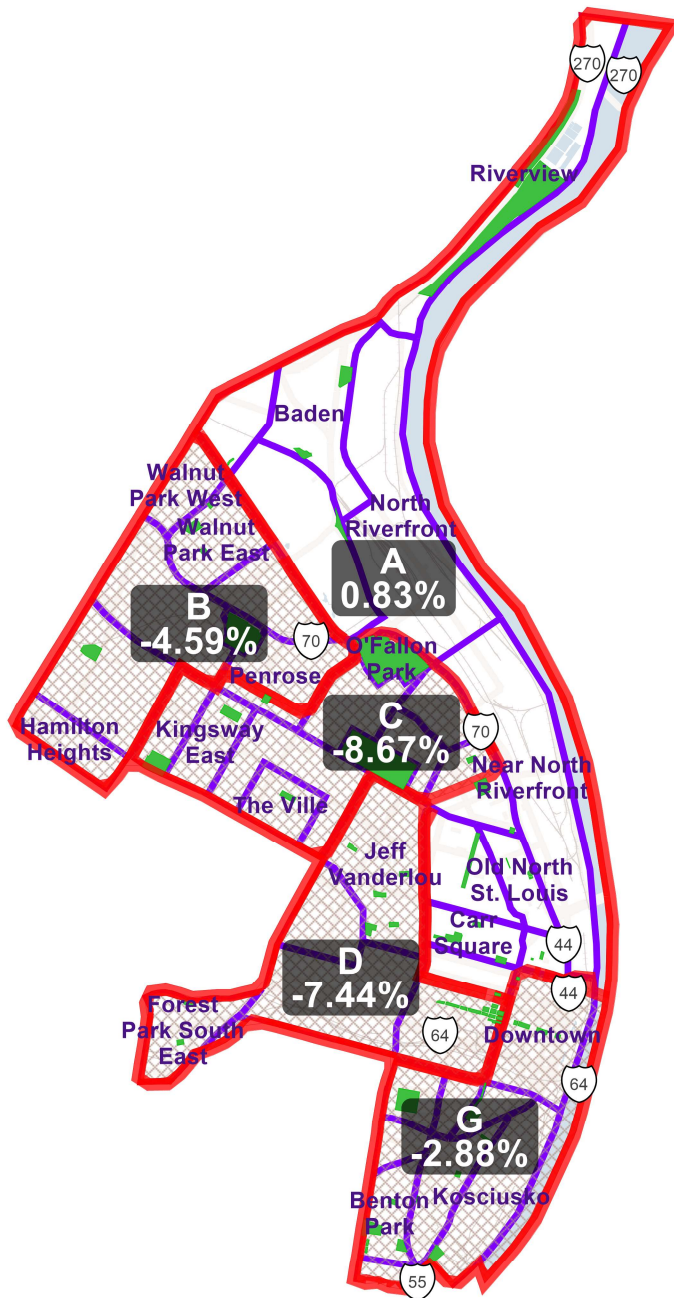 270
270
Riverview
Baden
Walnut
Park West
North
Riverfront
Walnut
Park East
A
0.83%
B
-4.59%
70
O'Fallon
Park
Penrose
C
-8.67%
70
Hamilton
Heights
Kingsway
East
Near North
Riverfront
The Ville
Jeff
Vanderlou
Old North
St. Louis
Carr
Square
44
D
-7.44%
44
Forest
Park South
East
64
Downtown
64
G
-2.88%
Benton
Park
Kosciusko
55